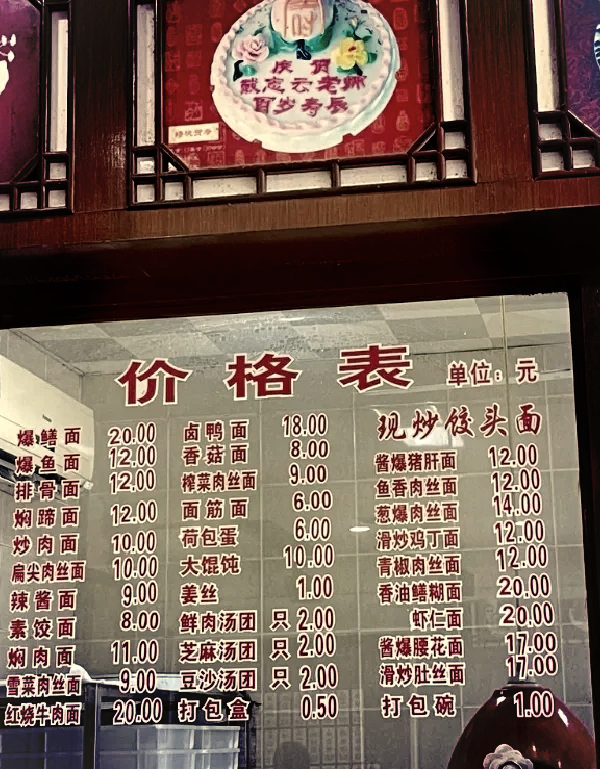 庆贺
戴志云老师
百岁寿辰
价格表 单位：元
爆鳝面 20.00
爆鱼面 12.00
排骨面 12.00
焖蹄面 12.00
炒肉面 10.00
扁尖肉丝面 10.00
辣酱面 9.00
素饺面 8.00
焖肉面 11.00
雪菜肉丝面 9.00
红烧牛肉面 20.00
卤鸭面 18.00
香菇面 8.00
榨菜肉丝面 9.00
面筋面 6.00
荷包蛋 6.00
大馄饨 10.00
姜丝 1.00
鲜肉汤团 只 2.00
芝麻汤团 只 2.00
豆沙汤团 只 2.00
打包盒 0.50
现炒饺头面
酱爆猪肝面 12.00
鱼香肉丝面 12.00
葱爆肉丝面 14.00
滑炒鸡丁面 12.00
青椒肉丝面 12.00
香油鳝糊面 20.00
虾仁面 20.00
酱爆腰花面 17.00
滑炒肚丝面 17.00
打包碗 1.00